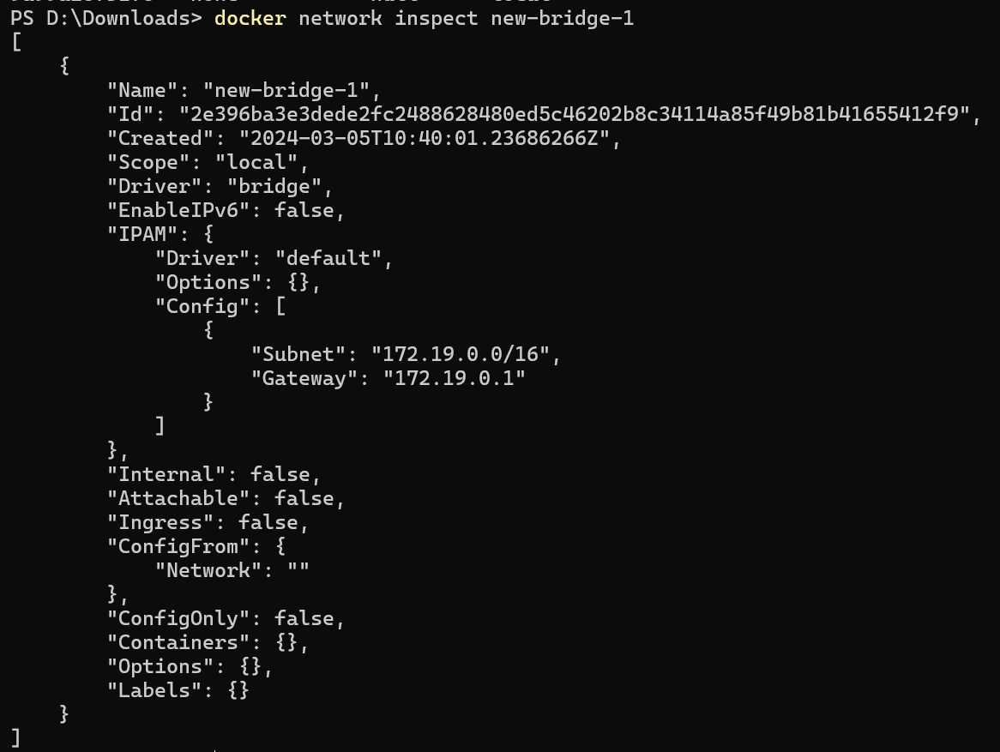 PS D:\Downloads> docker network inspect new-bridge-1
[
    {
        "Name": "new-bridge-1",
        "Id": "2e396ba3e3dede2fc2488628480ed5c46202b8c34114a85f49b81b41655412f9",
        "Created": "2024-03-05T10:40:01.23686266Z",
        "Scope": "local",
        "Driver": "bridge",
        "EnableIPv6": false,
        "IPAM": {
            "Driver": "default",
            "Options": {},
            "Config": [
                {
                    "Subnet": "172.19.0.0/16",
                    "Gateway": "172.19.0.1"
                }
            ]
        },
        "Internal": false,
        "Attachable": false,
        "Ingress": false,
        "ConfigFrom": {
            "Network": ""
        },
        "ConfigOnly": false,
        "Containers": {},
        "Options": {},
        "Labels": {}
    }
]